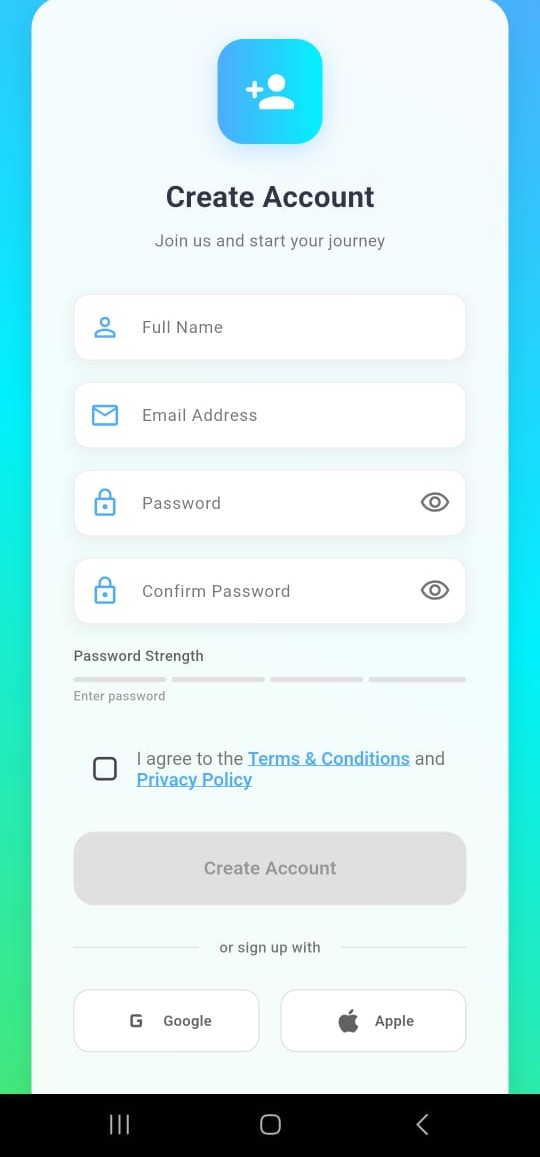 Create Account
Join us and start your journey
Full Name
Email Address
Password
Confirm Password
Password Strength
Enter password
I agree to the Terms & Conditions and
Privacy Policy
Create Account
or sign up with
G Google
Apple